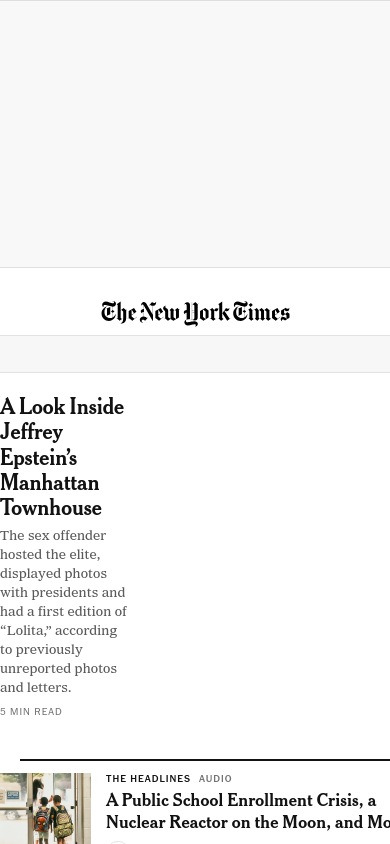 The New York Times
A Look Inside
Jeffrey
Epstein’s
Manhattan
Townhouse
The sex offender
hosted the elite,
displayed photos
with presidents and
had a first edition of
“Lolita,” according
to previously
unreported photos
and letters.
5 MIN READ
THE HEADLINES AUDIO
A Public School Enrollment Crisis, a
Nuclear Reactor on the Moon, and Mo